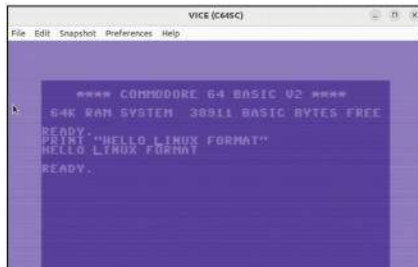 VICE (C64SC)
File Edit Snapshot Preferences Help
**** COMMODORE 64 BASIC V2 ****
64K RAM SYSTEM 38911 BASIC BYTES FREE
READY.
PRINT "HELLO LINUX FORMAT"
HELLO LINUX FORMAT
READY.